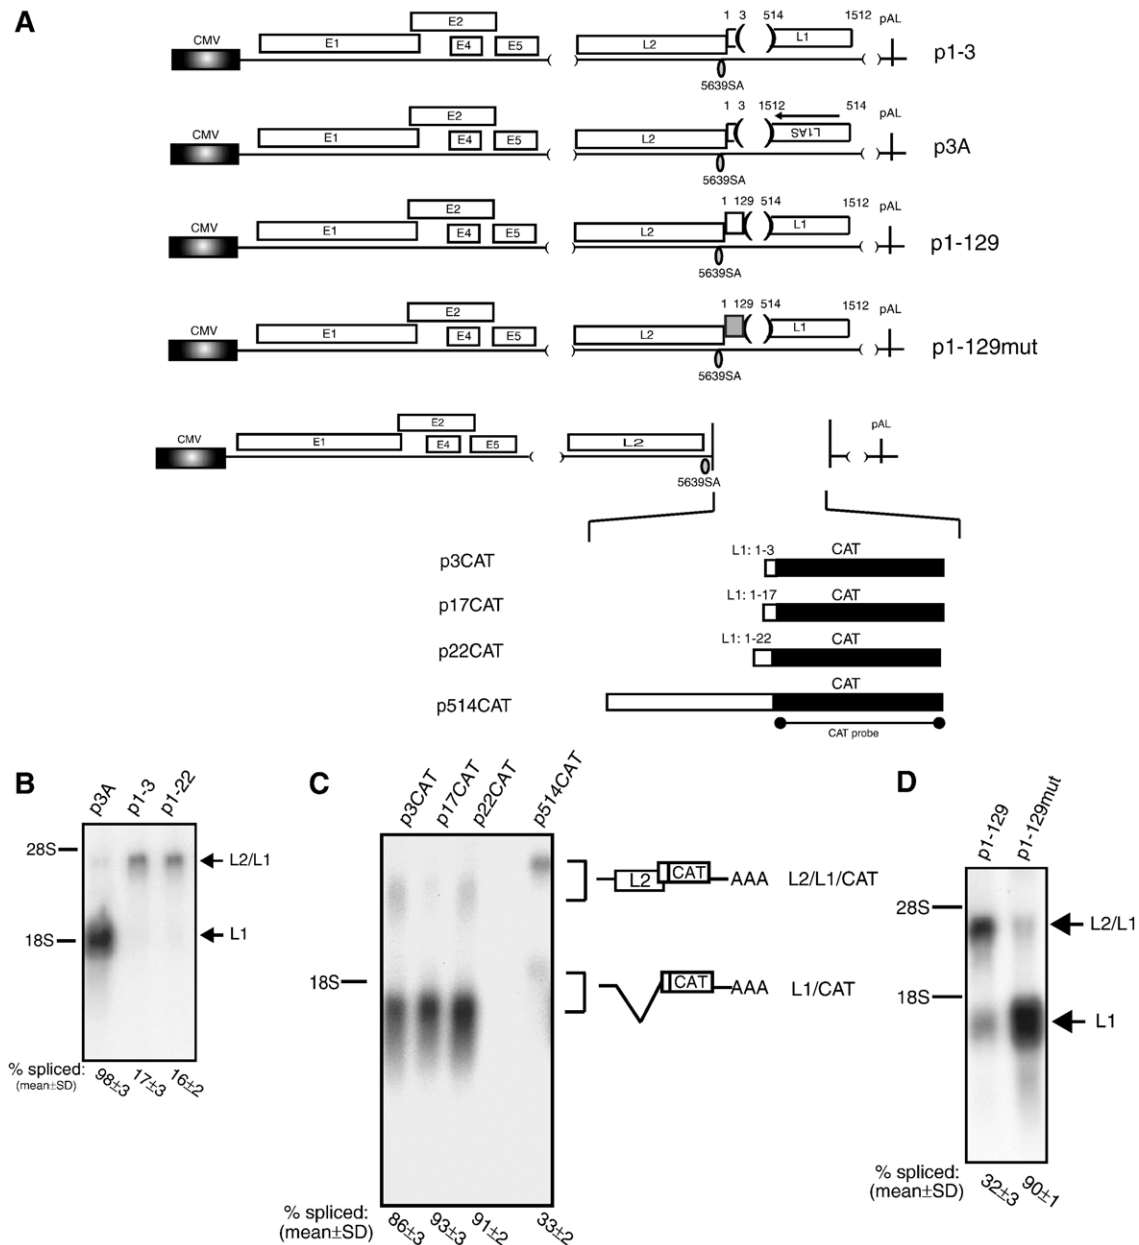 A
CMV E1 E2 E4 E5 L2 1 3 514 1512 L1 pAL p1-3
5639SA
CMV E1 E2 E4 E5 L2 1 3 1512 514 L1AS pAL p3A
5639SA
CMV E1 E2 E4 E5 L2 1 129 514 1512 L1 pAL p1-129
5639SA
CMV E1 E2 E4 E5 L2 1 129 514 1512 L1 pAL p1-129mut
5639SA
CMV E1 E2 E4 E5 L2 pAL
5639SA
p3CAT L1: 1-3 CAT
p17CAT L1: 1-17 CAT
p22CAT L1: 1-22 CAT
p514CAT CAT
CAT probe
B
p3A p1-3 p1-22
28S L2/L1
18S L1
% spliced:
(mean±SD)
98±3 17±3 16±2
C
p3CAT p17CAT p22CAT p514CAT
L2 CAT AAA L2/L1/CAT
18S CAT AAA L1/CAT
% spliced:
(mean±SD)
86±3 93±3 91±2 33±2
D
p1-129 p1-129mut
28S L2/L1
18S L1
% spliced:
(mean±SD)
32±3 90±1